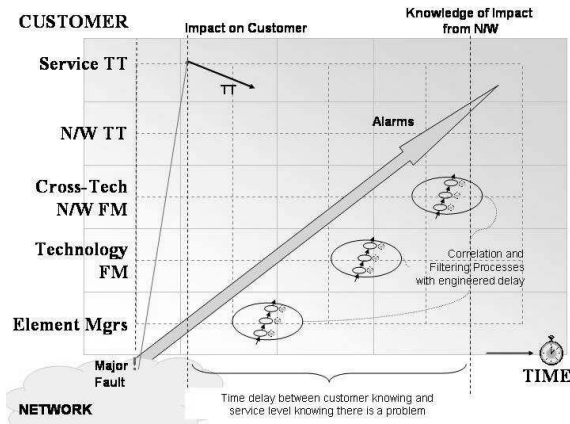 CUSTOMER
Impact on Customer
Knowledge of Impact
from N/W
Service TT
TT
N/W TT
Alarms
Cross-Tech
N/W FM
Technology
FM
Correlation and
Filtering Processes
with engineered delay
Element Mgrs
Major
Fault
!
TIME
NETWORK
Time delay between customer knowing and
service level knowing there is a problem